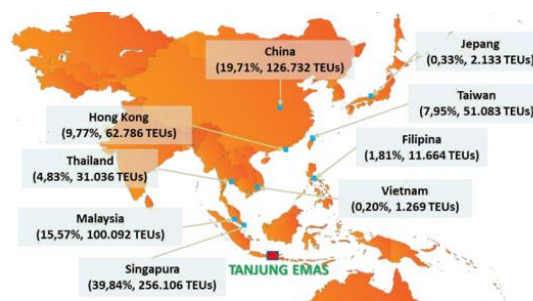 China
(19,71%, 126.732 TEUs)
Jepang
(0,33%, 2.133 TEUs)
Taiwan
(7,95%, 51.083 TEUs)
Hong Kong
(9,77%, 62.786 TEUs)
Filipina
(1,81%, 11.664 TEUs)
Thailand
(4,83%, 31.036 TEUs)
Vietnam
(0,20%, 1.269 TEUs)
Malaysia
(15,57%, 100.092 TEUs)
Singapura
(39,84%, 256.106 TEUs)
TANJUNG EMAS